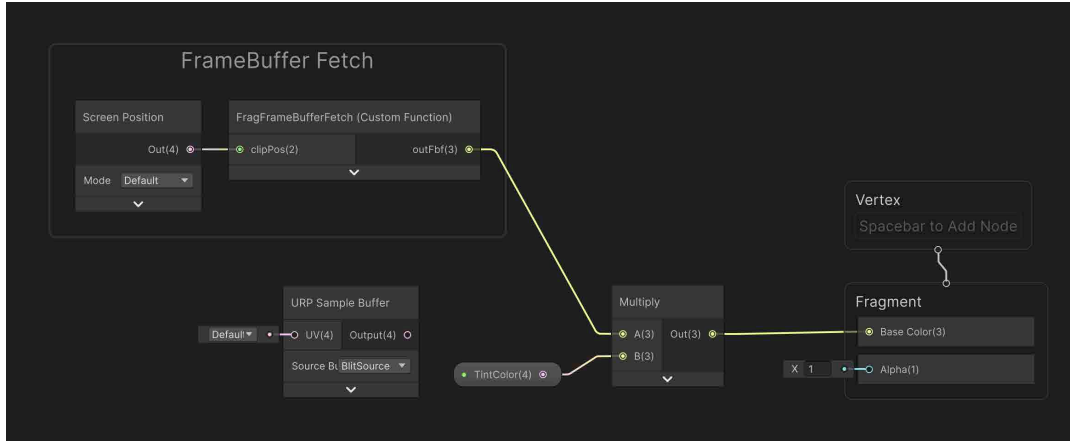 FrameBuffer Fetch
Screen Position
Out(4)
Mode Default
FragFrameBufferFetch (Custom Function)
clipPos(2) outFbf(3)
Vertex
Spacebar to Add Node
URP Sample Buffer
Default
UV(4) Output(4)
Source Bu BlitSource
TintColor(4)
Multiply
A(3) Out(3)
B(3)
Fragment
Base Color(3)
X 1
Alpha(1)